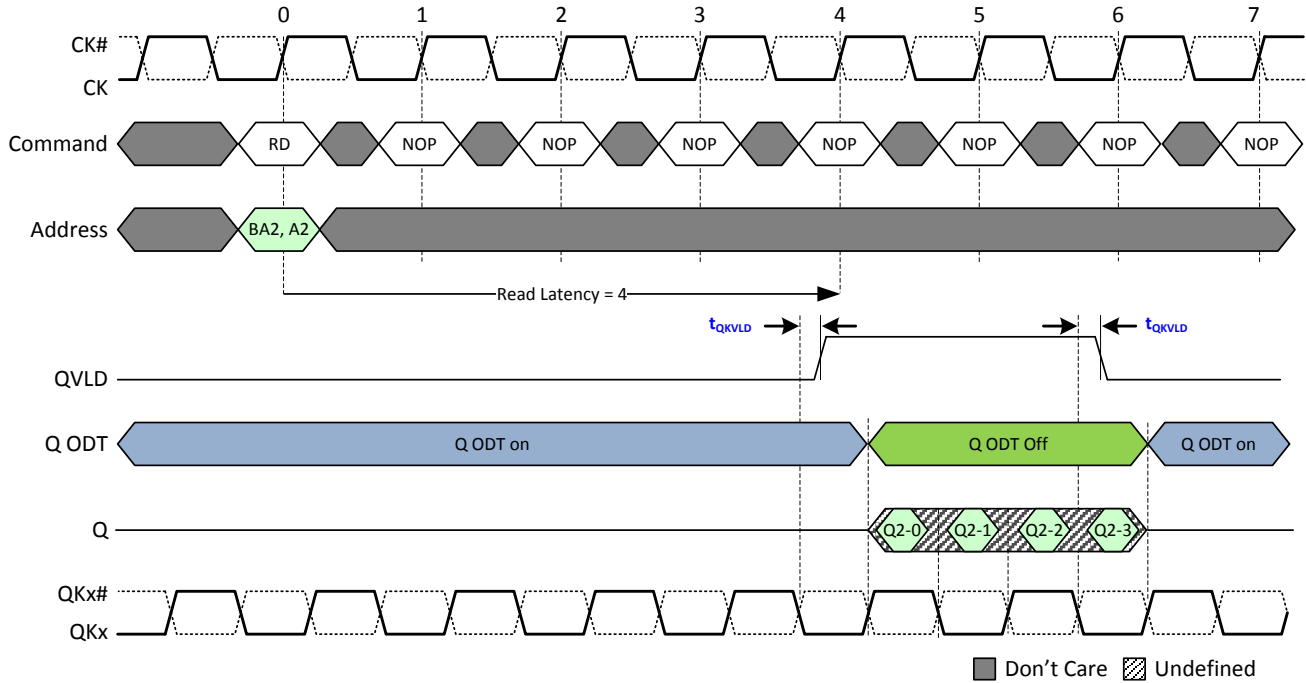 0 1 2 3 4 5 6 7
CK#
CK
Command RD NOP NOP NOP NOP NOP NOP NOP
Address BA2, A2
Read Latency = 4
tQKVLD tQKVLD
QVLD
Q ODT Q ODT on Q ODT Off Q ODT on
Q Q2-0 Q2-1 Q2-2 Q2-3
QKx#
QKx
Don't Care Undefined